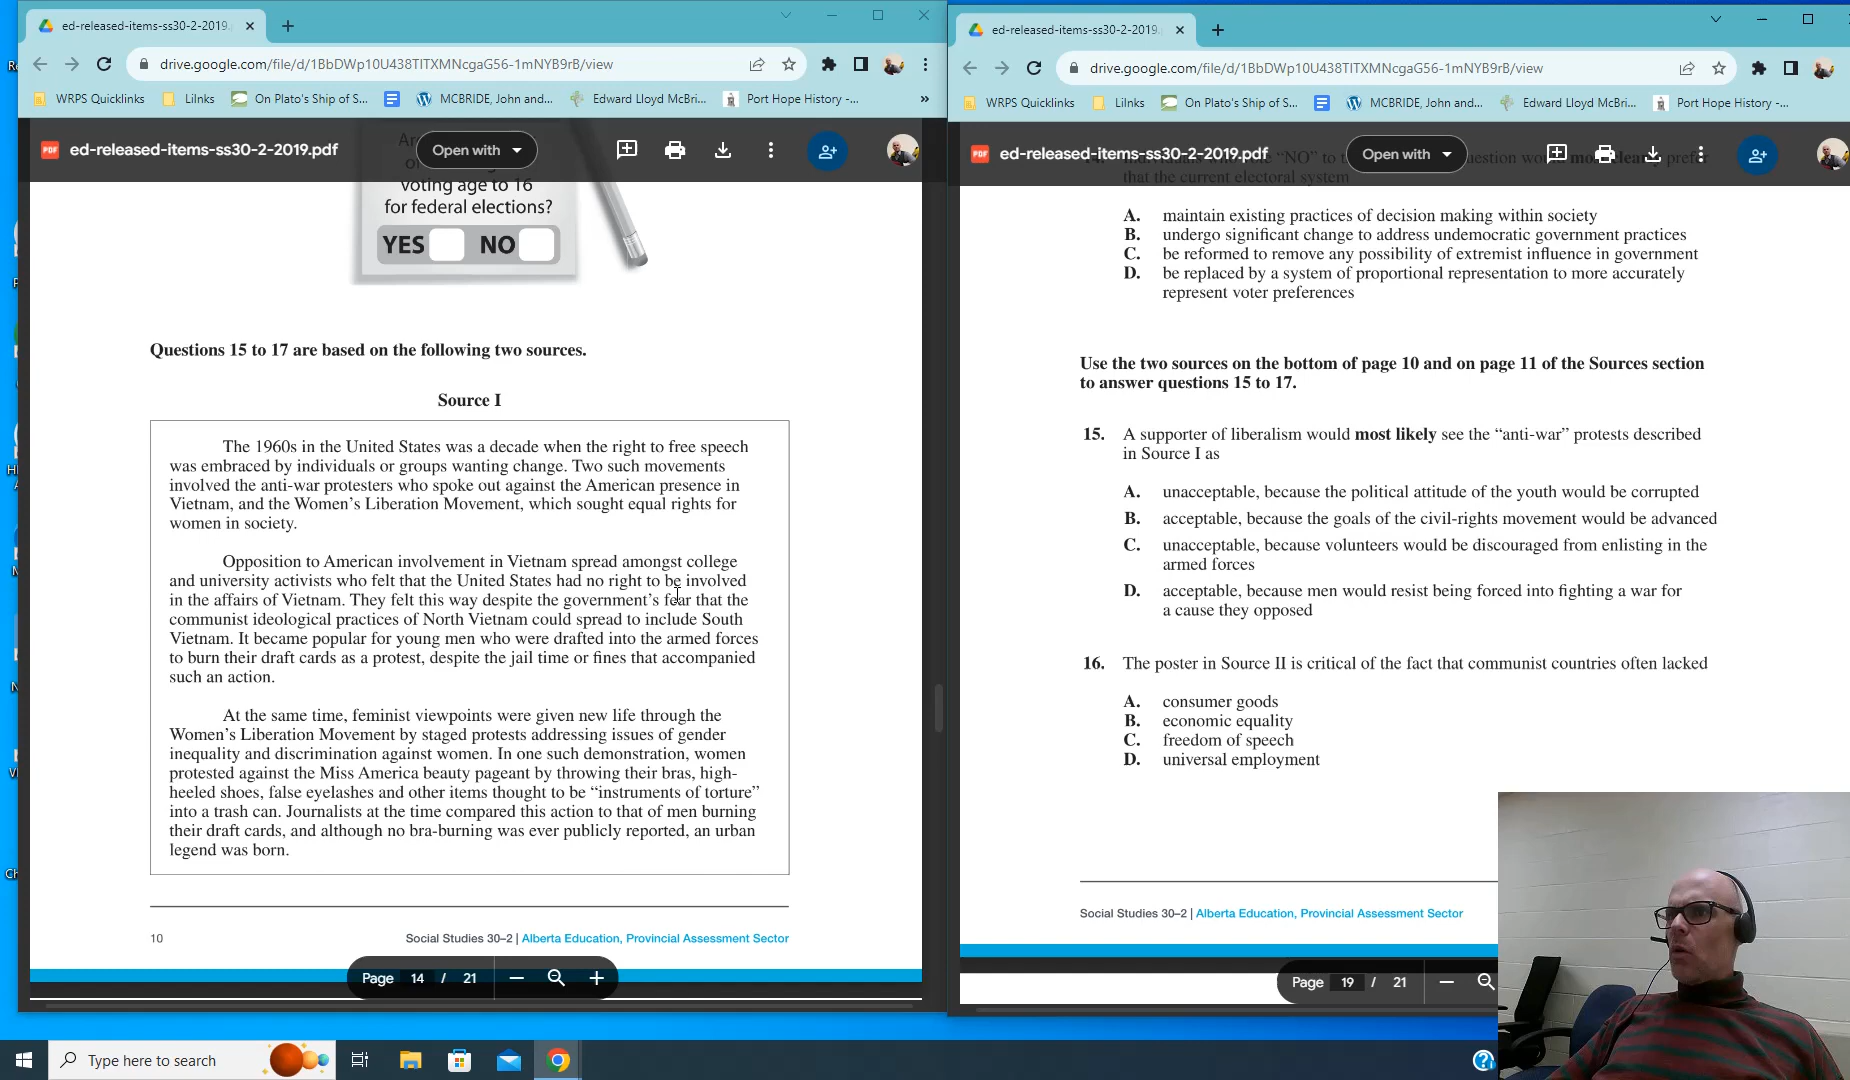 ed-released-items-ss30-2-2019
drive.google.com/file/d/1BbDWp10U438TlTXMNcgaG56-1mNYB9rB/view
WRPS Quicklinks
LiInks
On Plato's Ship of S...
MCBRIDE, John and...
Edward Lloyd McBri...
Port Hope History -...
»
PDF
ed-released-items-ss30-2-2019.pdf
Open with
voting age to 16
for federal elections?
YES NO
Questions 15 to 17 are based on the following two sources.
Source I
The 1960s in the United States was a decade when the right to free speech
was embraced by individuals or groups wanting change. Two such movements
involved the anti-war protesters who spoke out against the American presence in
Vietnam, and the Women's Liberation Movement, which sought equal rights for
women in society.
Opposition to American involvement in Vietnam spread amongst college
and university activists who felt that the United States had no right to be involved
in the affairs of Vietnam. They felt this way despite the government's fear that the
communist ideological practices of North Vietnam could spread to include South
Vietnam. It became popular for young men who were drafted into the armed forces
to burn their draft cards as a protest, despite the jail time or fines that accompanied
such an action.
At the same time, feminist viewpoints were given new life through the
Women's Liberation Movement by staged protests addressing issues of gender
inequality and discrimination against women. In one such demonstration, women
protested against the Miss America beauty pageant by throwing their bras, high-
heeled shoes, false eyelashes and other items thought to be “instruments of torture”
into a trash can. Journalists at the time compared this action to that of men burning
their draft cards, and although no bra-burning was ever publicly reported, an urban
legend was born.
10
Social Studies 30–2 | Alberta Education, Provincial Assessment Sector
Page 14 / 21
ed-released-items-ss30-2-2019.
drive.google.com/file/d/1BbDWp10U438TlTXMNcgaG56-1mNYB9rB/view
WRPS Quicklinks
LiInks
On Plato's Ship of S...
MCBRIDE, John and...
Edward Lloyd McBri...
Port Hope History -...
PDF
ed-released-items-ss30-2-2019.pdf
Open with
that the current electoral system
A. maintain existing practices of decision making within society
B. undergo significant change to address undemocratic government practices
C. be reformed to remove any possibility of extremist influence in government
D. be replaced by a system of proportional representation to more accurately
represent voter preferences
Use the two sources on the bottom of page 10 and on page 11 of the Sources section
to answer questions 15 to 17.
15. A supporter of liberalism would most likely see the “anti-war” protests described
in Source I as
A. unacceptable, because the political attitude of the youth would be corrupted
B. acceptable, because the goals of the civil-rights movement would be advanced
C. unacceptable, because volunteers would be discouraged from enlisting in the
armed forces
D. acceptable, because men would resist being forced into fighting a war for
a cause they opposed
16. The poster in Source II is critical of the fact that communist countries often lacked
A. consumer goods
B. economic equality
C. freedom of speech
D. universal employment
Social Studies 30–2 | Alberta Education, Provincial Assessment Sector
Page 19 / 21
Type here to search